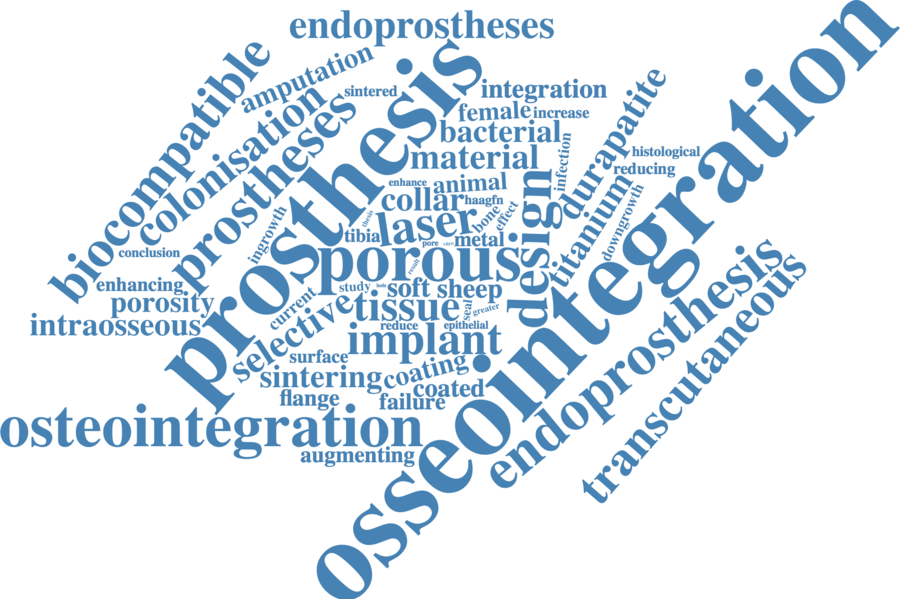 endoprostheses
amputation
biocompatible
sintered
integration
colonisation
prostheses
prosthesis
female
increase
bacterial
durapatite
osseointegration
material
infection
histological
reducing
enhance
animal
collar
haagfn
design
titanium
downgrowth
ingrowth
thesis
laser
bone
effect
tibia
metal
pore
conclusion
porous
result
enhancing
study
soft
sheep
porosity
current
tissue
seal
greater
intraosseous
selective
reduce
epithelial
implant
endoprosthesis
transcutaneous
surface
sintering
coating
coated
flange
failure
osteointegration
augmenting